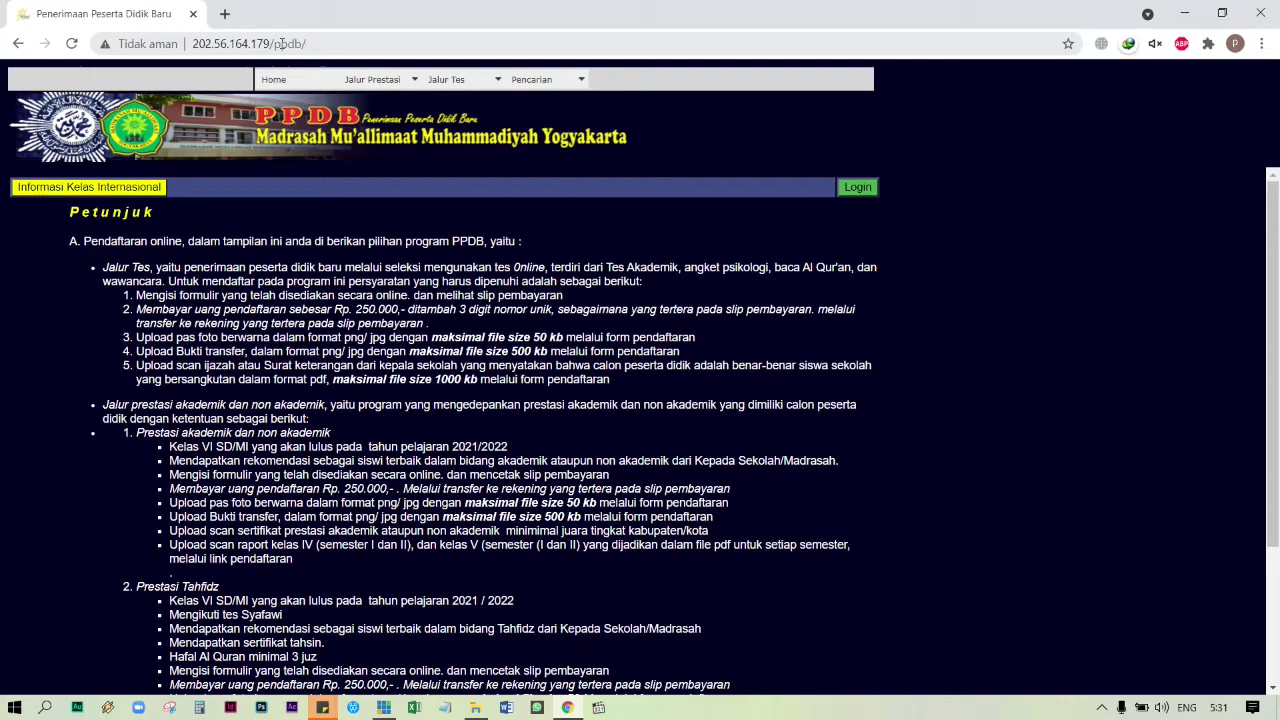 Penerimaan Peserta Didik Baru
Tidak aman
202.56.164.179/ppdb/
ABP
P
Home
Jalur Prestasi
Jalur Tes
Pencarian
PPDB Penerimaan Peserta Didik Baru
Madrasah Mu'allimaat Muhammadiyah Yogyakarta
Informasi Kelas Internasional
Login
Petunjuk
A. Pendaftaran online, dalam tampilan ini anda di berikan pilihan program PPDB, yaitu :
• Jalur Tes, yaitu penerimaan peserta didik baru melalui seleksi mengunakan tes 0nline, terdiri dari Tes Akademik, angket psikologi, baca Al Qur'an, dan
wawancara. Untuk mendaftar pada program ini persyaratan yang harus dipenuhi adalah sebagai berikut:
1. Mengisi formulir yang telah disediakan secara online. dan melihat slip pembayaran
2. Membayar uang pendaftaran sebesar Rp. 250.000,- ditambah 3 digit nomor unik, sebagaimana yang tertera pada slip pembayaran. melalui
transfer ke rekening yang tertera pada slip pembayaran .
3. Upload pas foto berwarna dalam format png/ jpg dengan maksimal file size 50 kb melalui form pendaftaran
4. Upload Bukti transfer, dalam format png/ jpg dengan maksimal file size 500 kb melalui form pendaftaran
5. Upload scan ijazah atau Surat keterangan dari kepala sekolah yang menyatakan bahwa calon peserta didik adalah benar-benar siswa sekolah
yang bersangkutan dalam format pdf, maksimal file size 1000 kb melalui form pendaftaran
• Jalur prestasi akademik dan non akademik, yaitu program yang mengedepankan prestasi akademik dan non akademik yang dimiliki calon peserta
didik dengan ketentuan sebagai berikut:
• 1. Prestasi akademik dan non akademik
▪ Kelas VI SD/MI yang akan lulus pada tahun pelajaran 2021/2022
▪ Mendapatkan rekomendasi sebagai siswi terbaik dalam bidang akademik ataupun non akademik dari Kepada Sekolah/Madrasah.
▪ Mengisi formulir yang telah disediakan secara online. dan mencetak slip pembayaran
▪ Membayar uang pendaftaran Rp. 250.000,- . Melalui transfer ke rekening yang tertera pada slip pembayaran
▪ Upload pas foto berwarna dalam format png/ jpg dengan maksimal file size 50 kb melalui form pendaftaran
▪ Upload Bukti transfer, dalam format png/ jpg dengan maksimal file size 500 kb melalui form pendaftaran
▪ Upload scan sertifikat prestasi akademik ataupun non akademik minimimal juara tingkat kabupaten/kota
▪ Upload scan raport kelas IV (semester I dan II), dan kelas V (semester (I dan II) yang dijadikan dalam file pdf untuk setiap semester,
melalui link pendaftaran
.
2. Prestasi Tahfidz
▪ Kelas VI SD/MI yang akan lulus pada tahun pelajaran 2021 / 2022
▪ Mengikuti tes Syafawi
▪ Mendapatkan rekomendasi sebagai siswi terbaik dalam bidang Tahfidz dari Kepada Sekolah/Madrasah
▪ Mendapatkan sertifikat tahsin.
▪ Hafal Al Quran minimal 3 juz
▪ Mengisi formulir yang telah disediakan secara online. dan mencetak slip pembayaran
▪ Membayar uang pendaftaran Rp. 250.000,- . Melalui transfer ke rekening yang tertera pada slip pembayaran
ENG
5:31